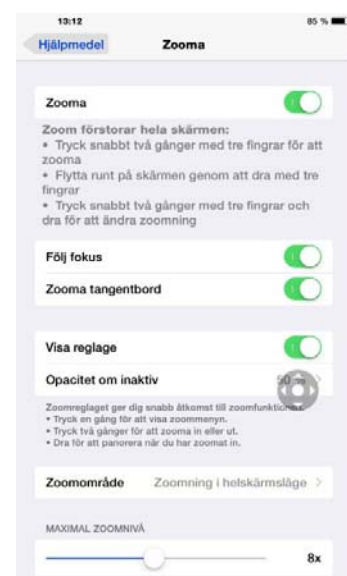 13:12 85 %
Hjälpmedel Zooma
Zooma
Zoom förstorar hela skärmen:
• Tryck snabbt två gånger med tre fingrar för att
zooma
• Flytta runt på skärmen genom att dra med tre
fingrar
• Tryck snabbt två gånger med tre fingrar och
dra för att ändra zoomning
Följ fokus
Zooma tangentbord
Visa reglage
Opacitet om inaktiv
Zoomreglaget ger dig snabb åtkomst till zoomfunktioner.
• Tryck en gång för att visa zoommenyn.
• Tryck två gånger för att zooma in eller ut.
• Dra för att panorera när du har zoomat in.
Zoomområde Zoomning i helskärmsläge >
MAXIMAL ZOOMNIVÅ
8x